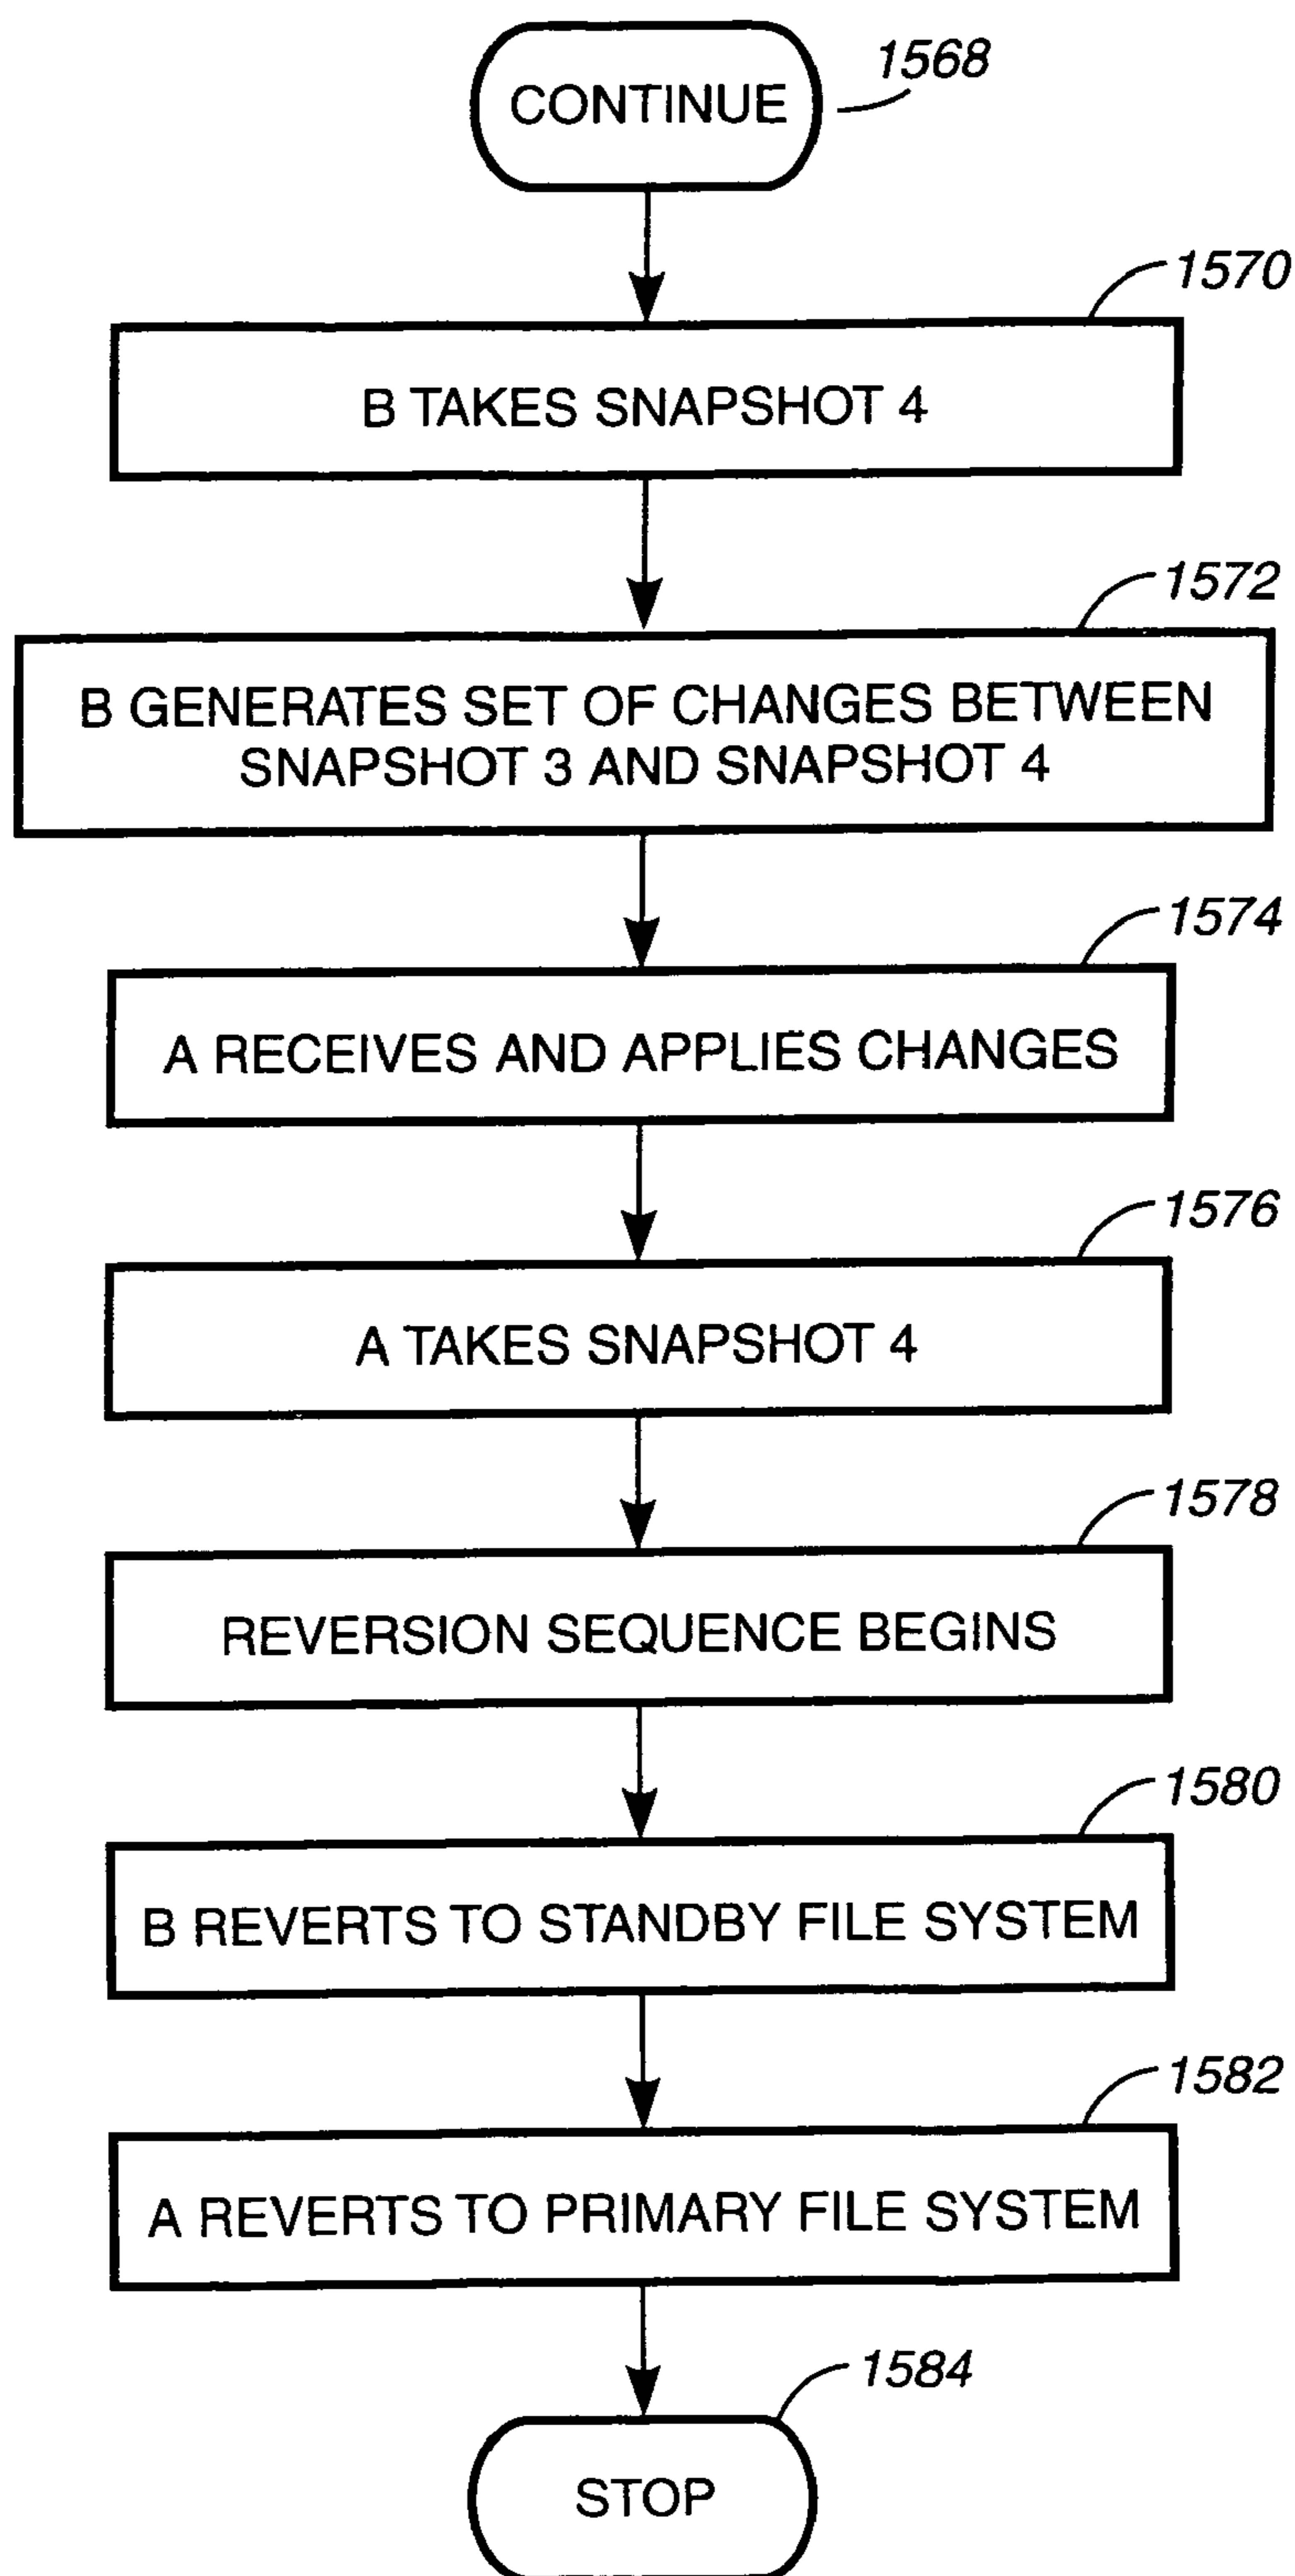 CONTINUE
1568
1570
B TAKES SNAPSHOT 4
1572
B GENERATES SET OF CHANGES BETWEEN
SNAPSHOT 3 AND SNAPSHOT 4
1574
A RECEIVES AND APPLIES CHANGES
1576
A TAKES SNAPSHOT 4
1578
REVERSION SEQUENCE BEGINS
1580
B REVERTS TO STANDBY FILE SYSTEM
1582
A REVERTS TO PRIMARY FILE SYSTEM
1584
STOP